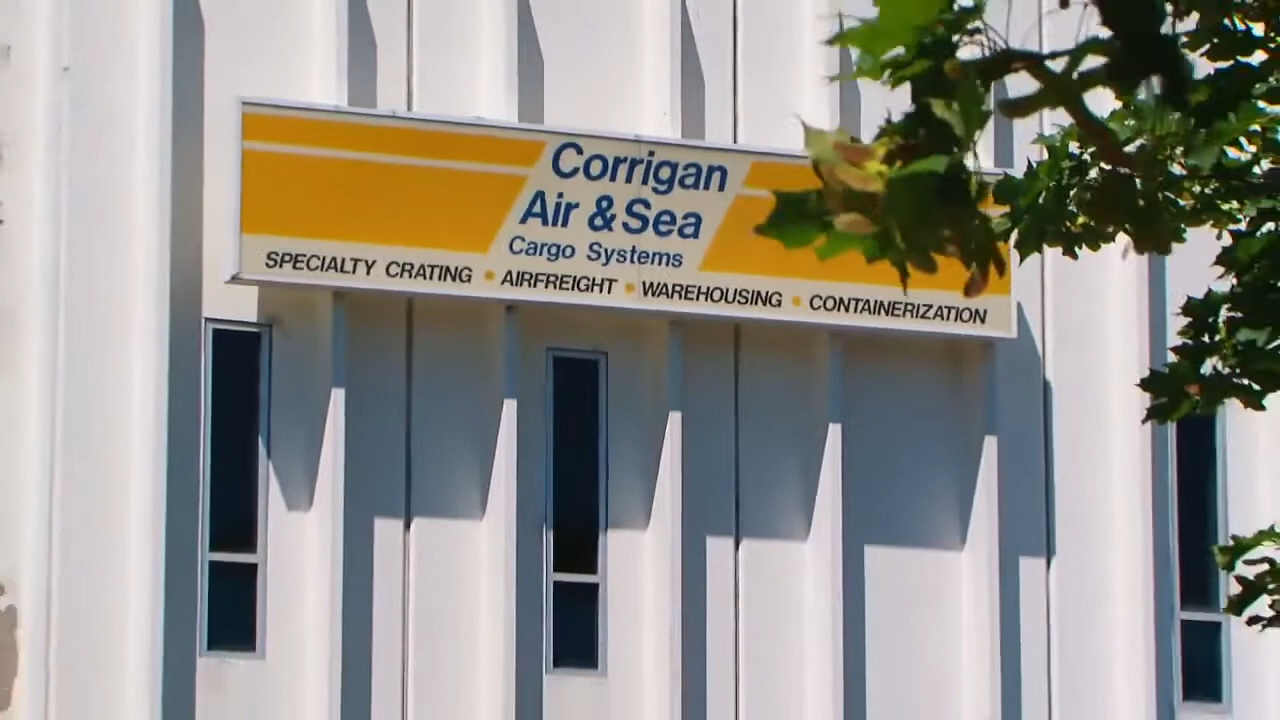 Corrigan
Air & Sea
Cargo Systems
SPECIALTY CRATING • AIRFREIGHT • WAREHOUSING • CONTAINERIZATION